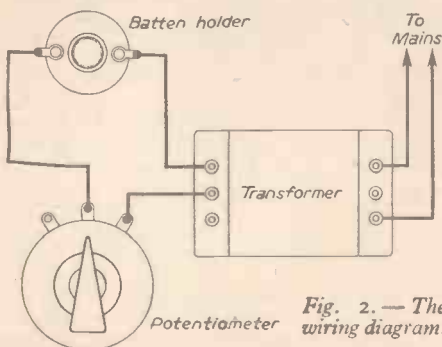 Batten holder
To
Mains
Transformer
Potentiometer
Fig. 2. — The
wiring diagram